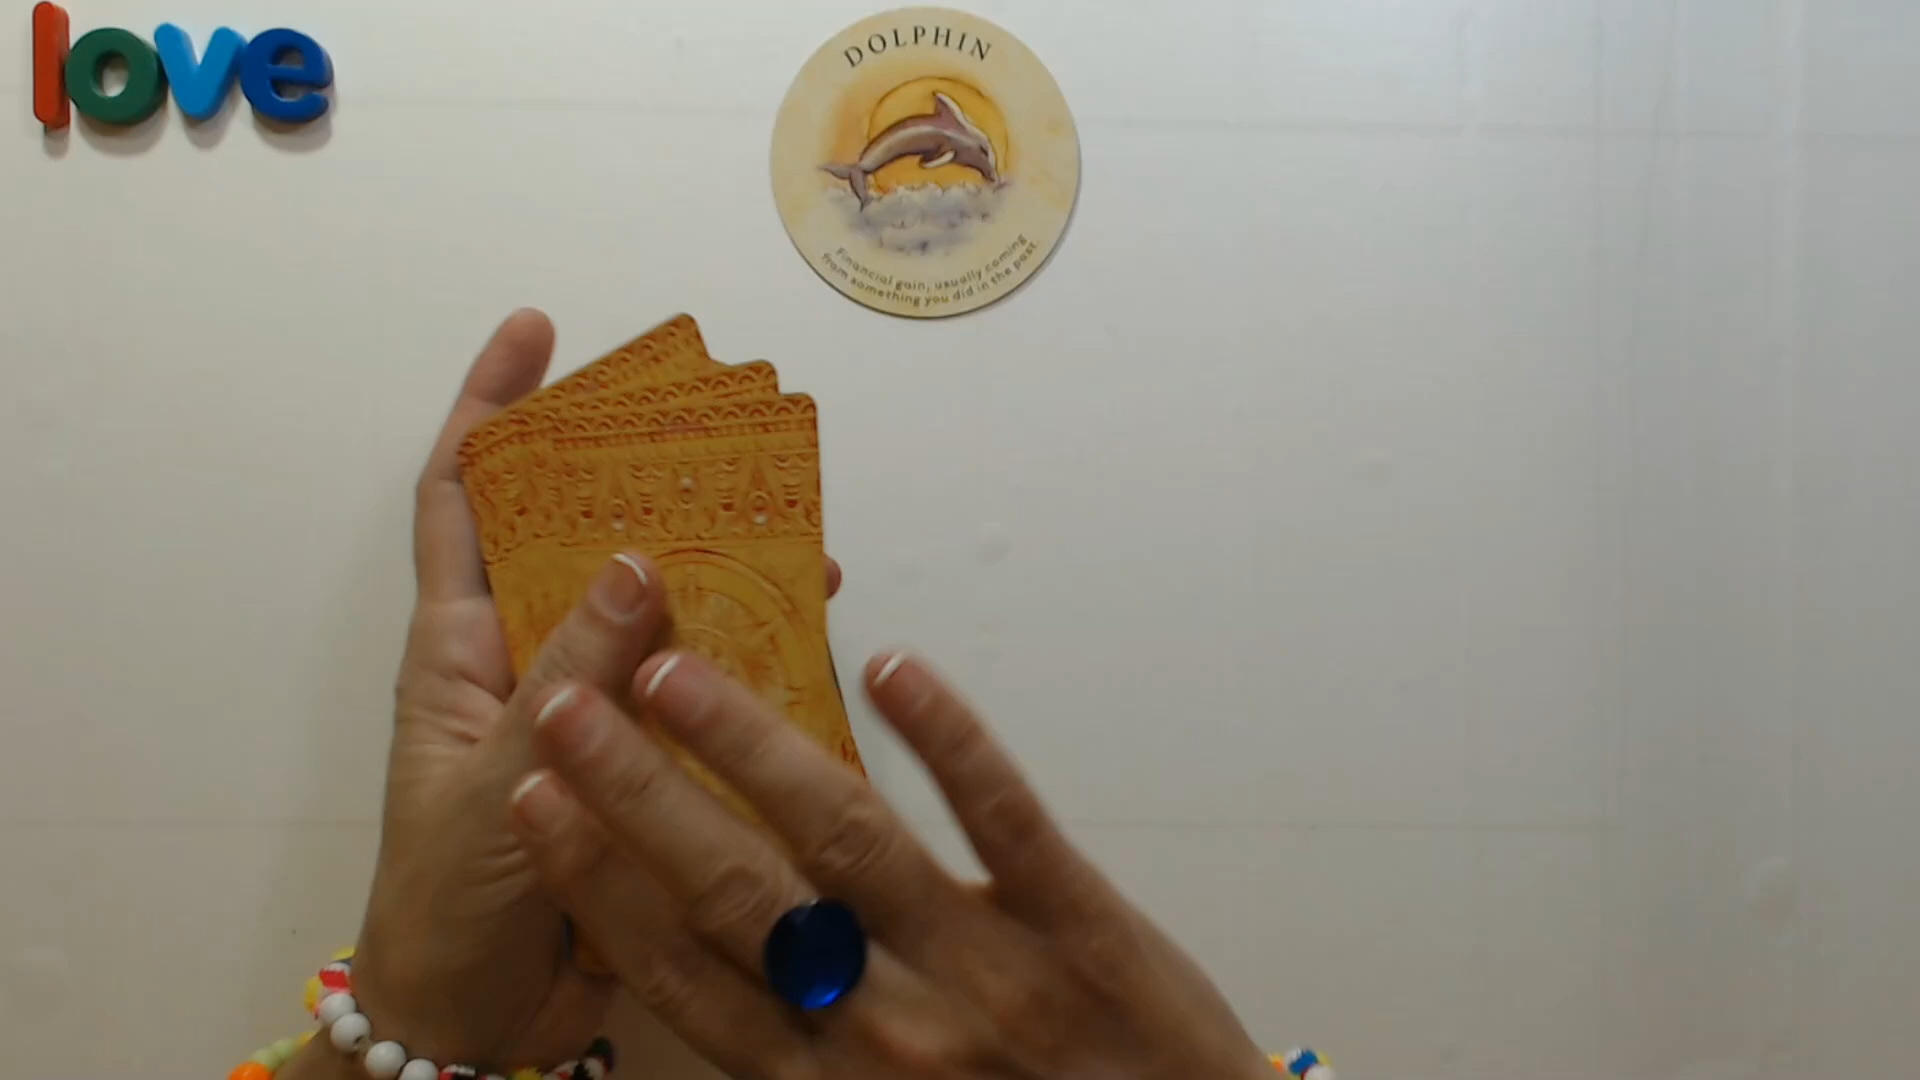 love
DOLPHIN
Financial gain, usually coming
from something you did in the past.